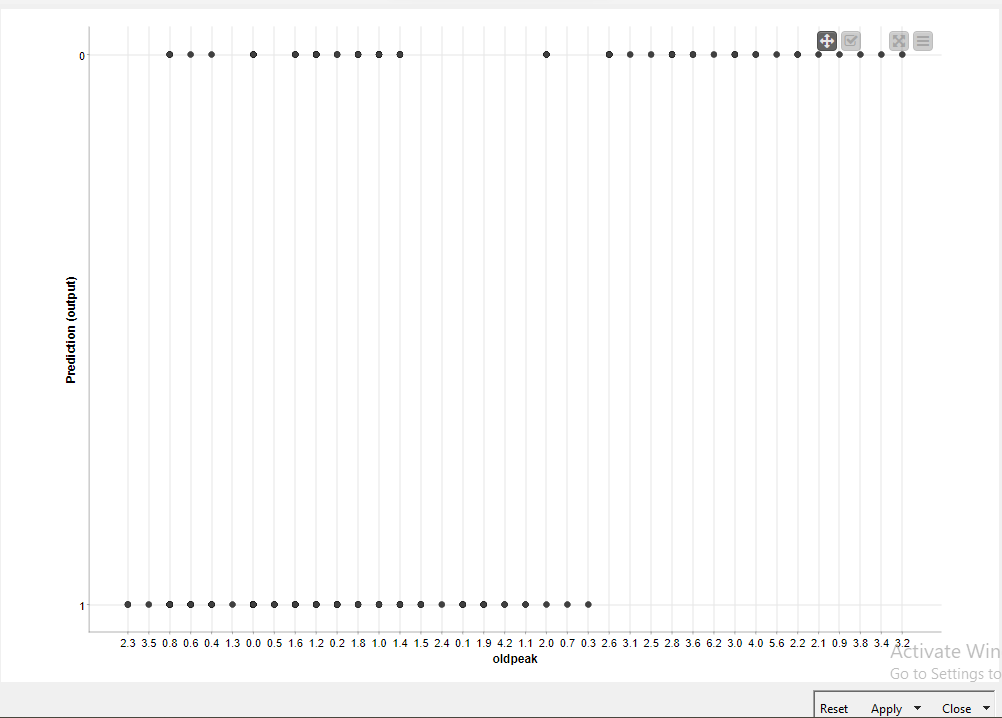 0
Prediction (output)
1
2.3 3.5 0.8 0.6 0.4 1.3 0.0 0.5 1.6 1.2 0.2 1.8 1.0 1.4 1.5 2.4 0.1 1.9 4.2 1.1 2.0 0.7 0.3 2.6 3.1 2.5 2.8 3.6 6.2 3.0 4.0 5.6 2.2 2.1 0.9 3.8 3.4 3.2
oldpeak
Activate Win
Go to Settings to
Reset Apply Close